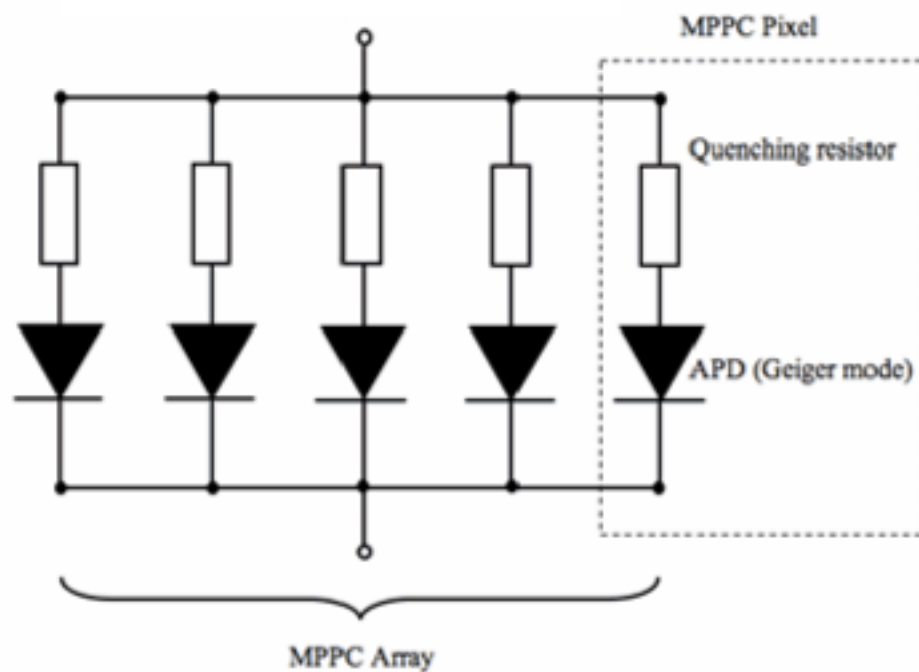 MPPC Pixel
Quenching resistor
APD (Geiger mode)
MPPC Array